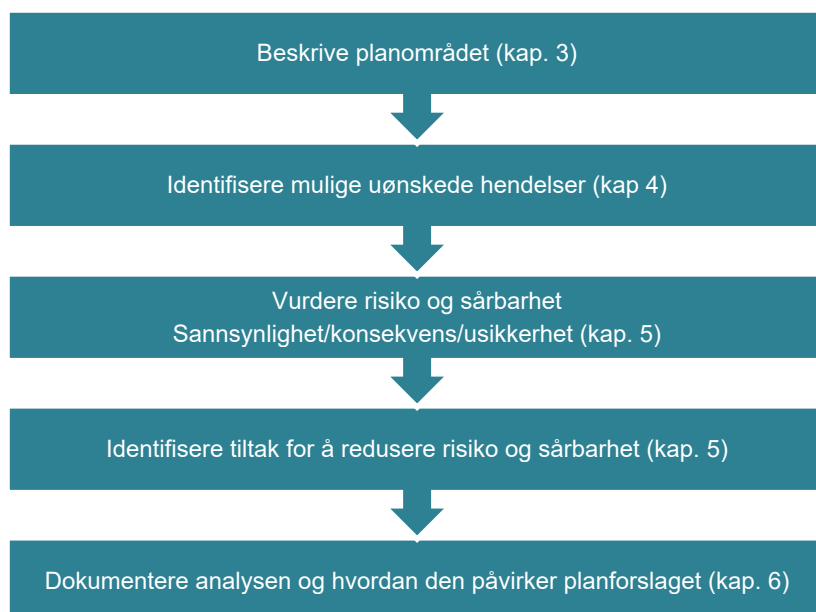 Beskrive planområdet (kap. 3)
Identifisere mulige uønskede hendelser (kap 4)
Vurdere risiko og sårbarhet
Sannsynlighet/konsekvens/usikkerhet (kap. 5)
Identifisere tiltak for å redusere risiko og sårbarhet (kap. 5)
Dokumentere analysen og hvordan den påvirker planforslaget (kap. 6)